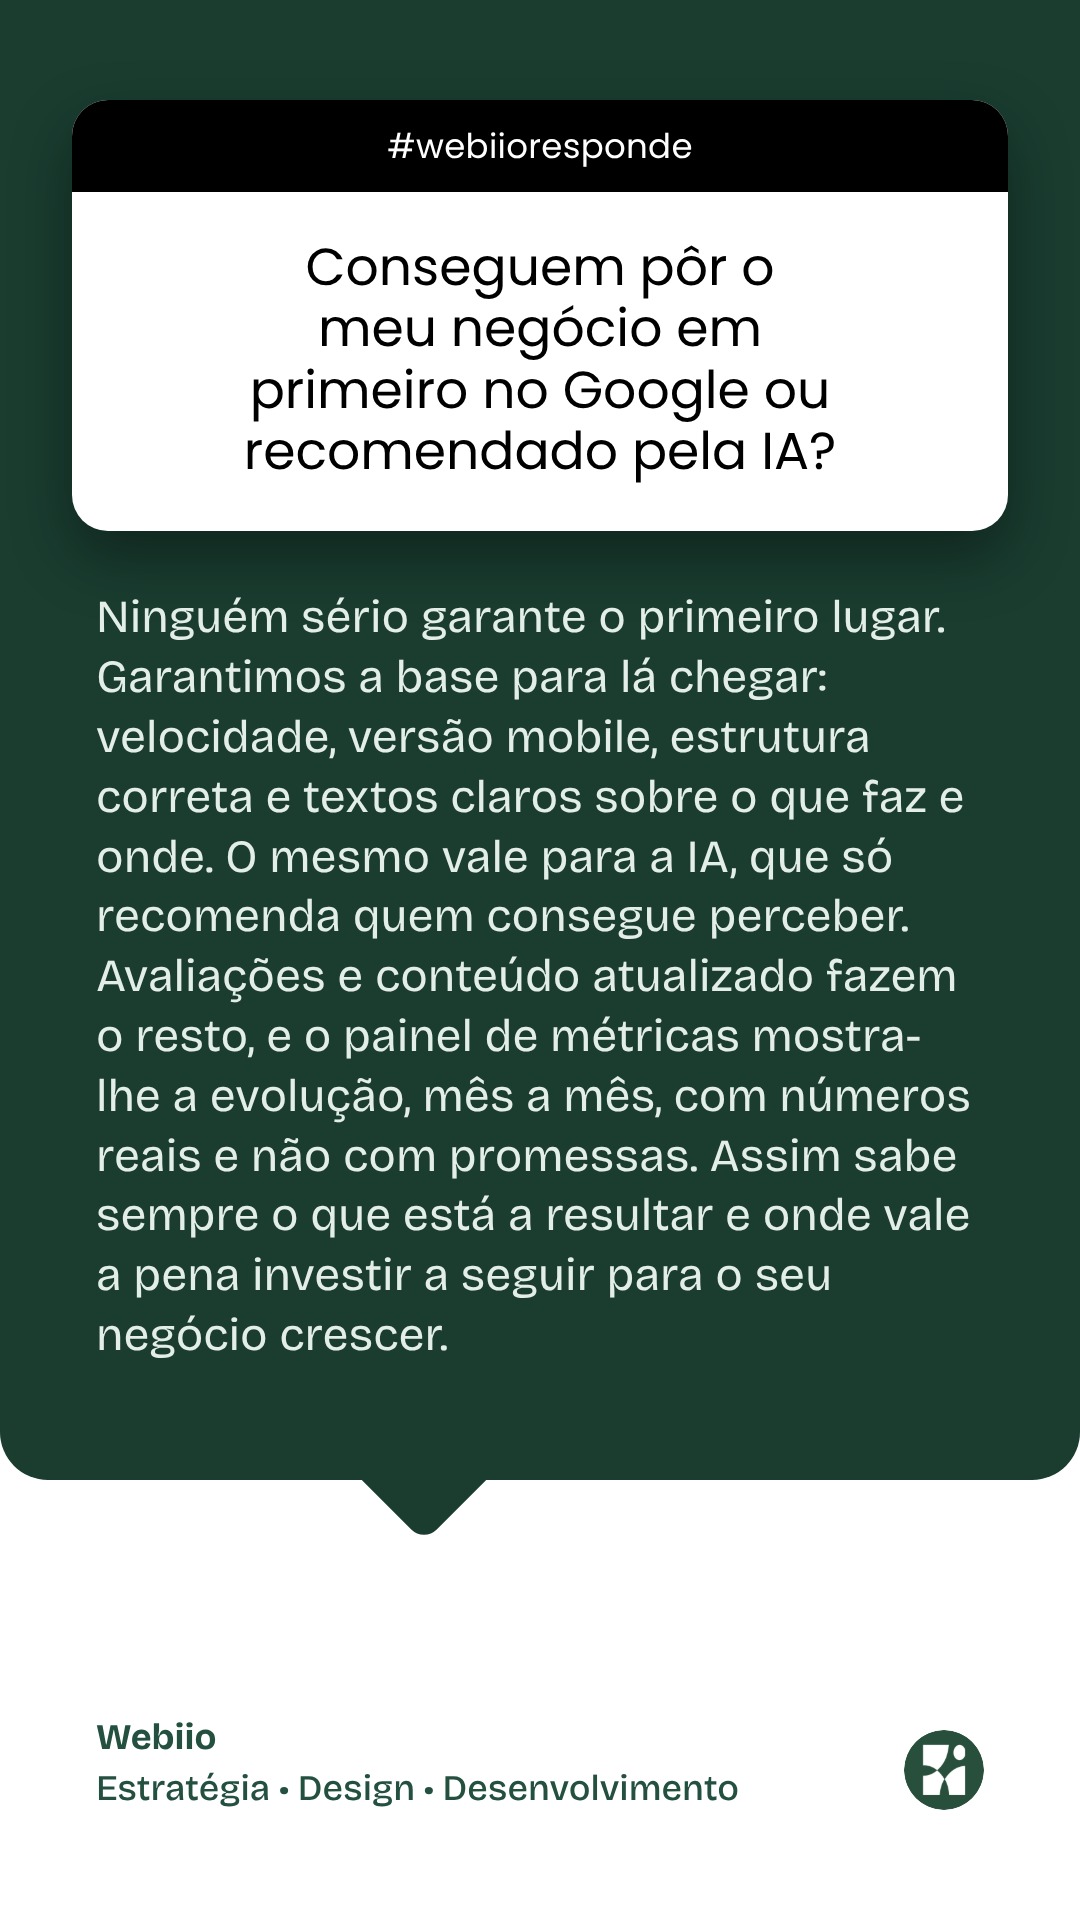 #webiioresponde
Conseguem pôr o
meu negócio em
primeiro no Google ou
recomendado pela IA?
Ninguém sério garante o primeiro lugar.
Garantimos a base para lá chegar:
velocidade, versão mobile, estrutura
correta e textos claros sobre o que faz e
onde. O mesmo vale para a IA, que só
recomenda quem consegue perceber.
Avaliações e conteúdo atualizado fazem
o resto, e o painel de métricas mostra-
lhe a evolução, mês a mês, com números
reais e não com promessas. Assim sabe
sempre o que está a resultar e onde vale
a pena investir a seguir para o seu
negócio crescer.
Webiio
Estratégia • Design • Desenvolvimento